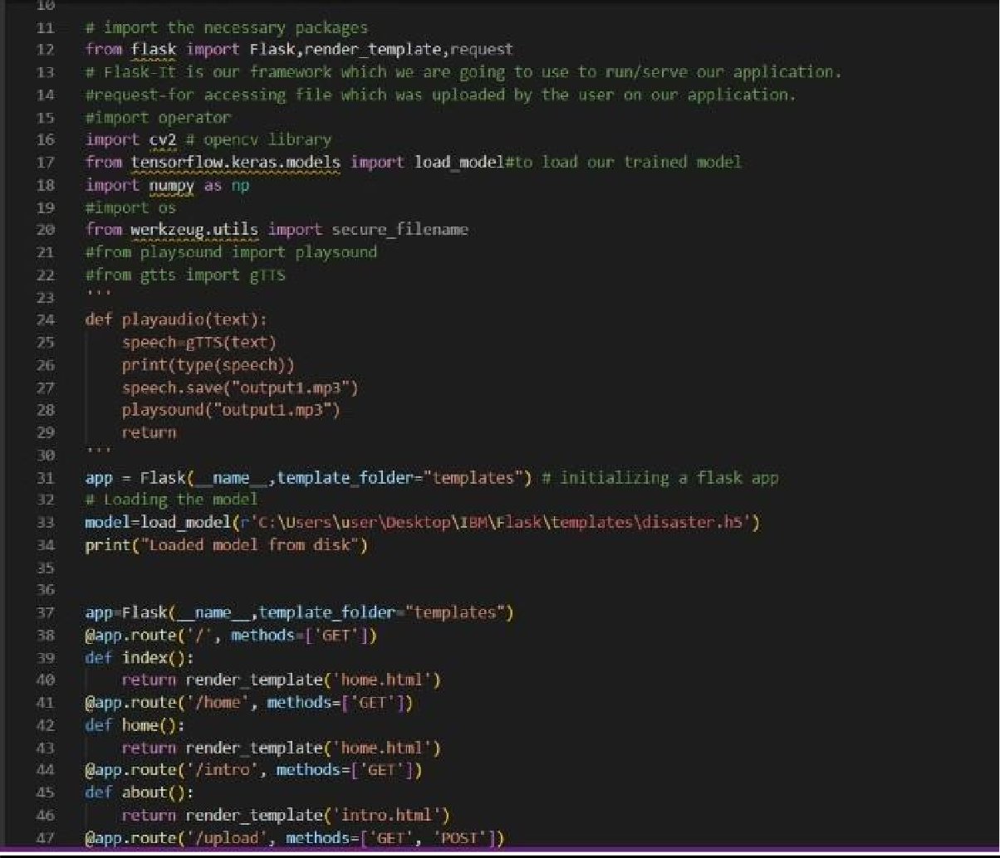 10
11 # import the necessary packages
12 from flask import Flask,render_template,request
13 # Flask-It is our framework which we are going to use to run/serve our application.
14 #request-for accessing file which was uploaded by the user on our application.
15 #import operator
16 import cv2 # opencv library
17 from tensorflow.keras.models import load_model#to load our trained model
18 import numpy as np
19 #import os
20 from werkzeug.utils import secure_filename
21 #from playsound import playsound
22 #from gtts import gTTS
23 '''
24 def playaudio(text):
25     speech=gTTS(text)
26     print(type(speech))
27     speech.save("output1.mp3")
28     playsound("output1.mp3")
29     return
30 '''
31 app = Flask(__name__,template_folder="templates") # initializing a flask app
32 # Loading the model
33 model=load_model(r'C:\Users\user\Desktop\IBM\Flask\templates\disaster.h5')
34 print("Loaded model from disk")
35
36
37 app=Flask(__name__,template_folder="templates")
38 @app.route('/', methods=['GET'])
39 def index():
40     return render_template('home.html')
41 @app.route('/home', methods=['GET'])
42 def home():
43     return render_template('home.html')
44 @app.route('/intro', methods=['GET'])
45 def about():
46     return render_template('intro.html')
47 @app.route('/upload', methods=['GET', 'POST'])